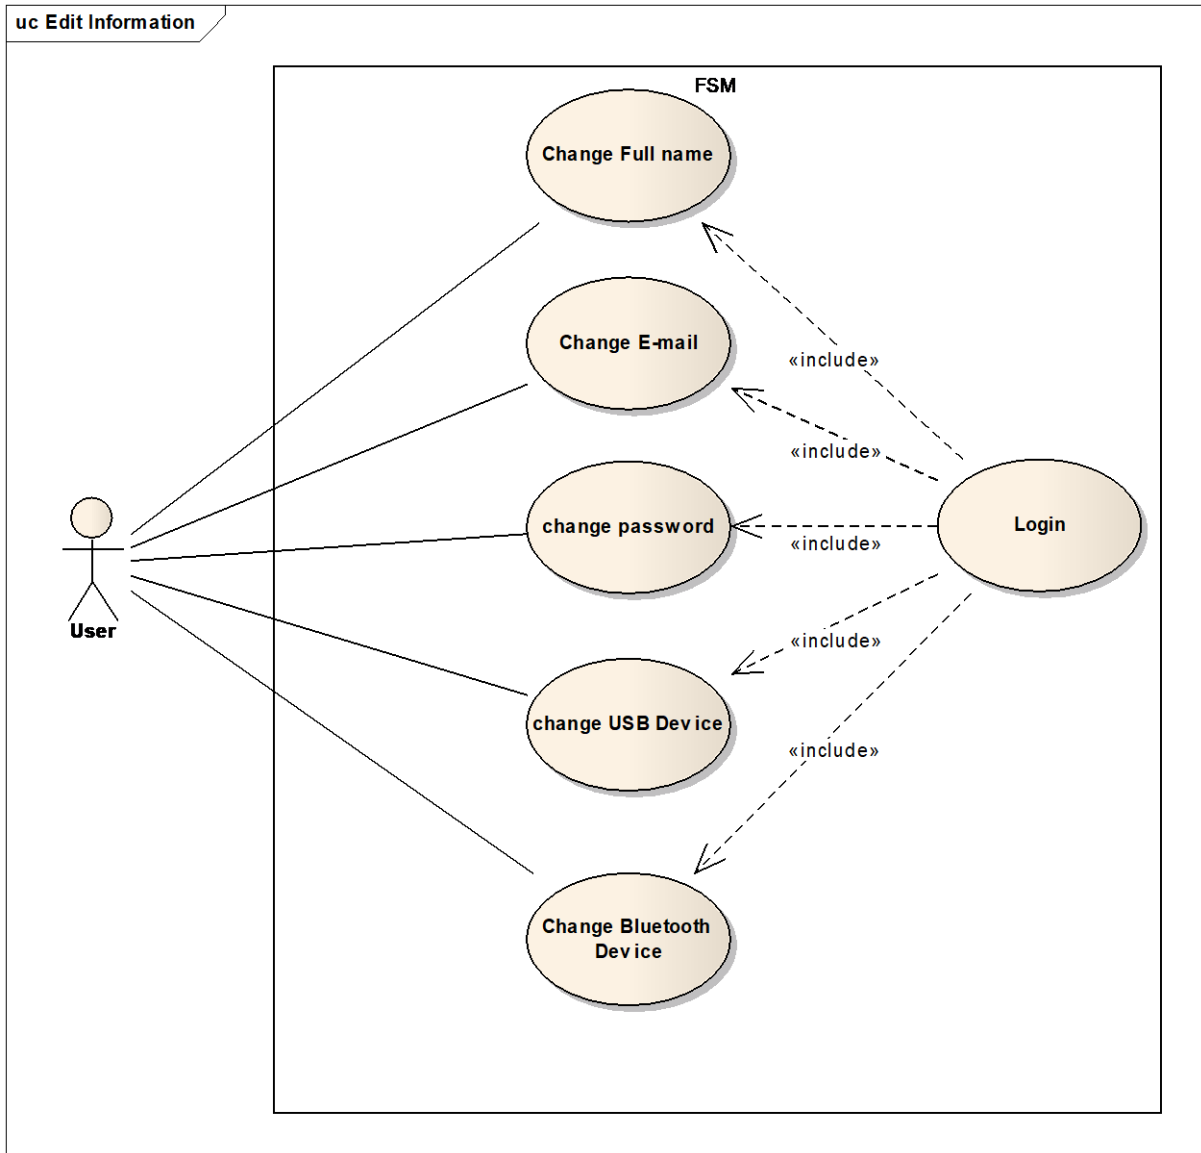 uc Edit Information
FSM
Change Full name
Change E-mail
«include»
«include»
change password
«include»
Login
User
«include»
change USB Device
«include»
Change Bluetooth
Device